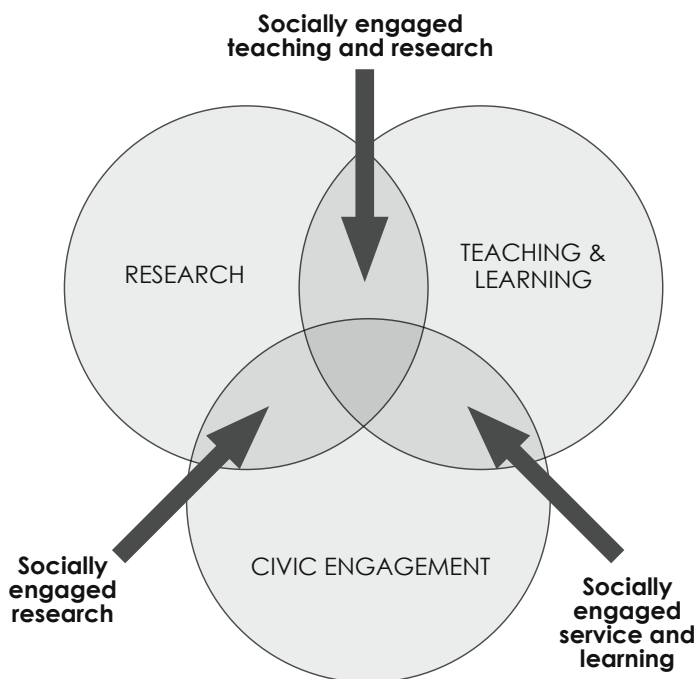 Socially engaged
teaching and research
RESEARCH
TEACHING &
LEARNING
CIVIC ENGAGEMENT
Socially
engaged
research
Socially
engaged
service and
learning